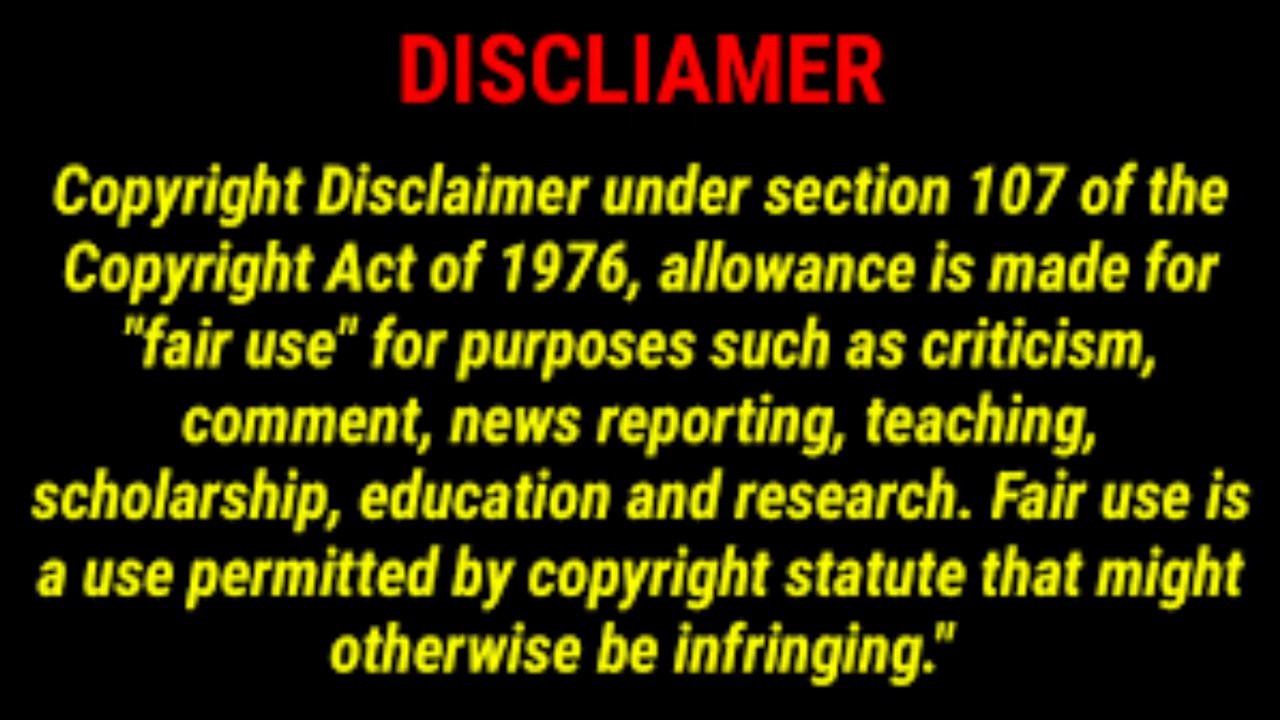 DISCLIAMER
Copyright Disclaimer under section 107 of the
Copyright Act of 1976, allowance is made for
"fair use" for purposes such as criticism,
comment, news reporting, teaching,
scholarship, education and research. Fair use is
a use permitted by copyright statute that might
otherwise be infringing."